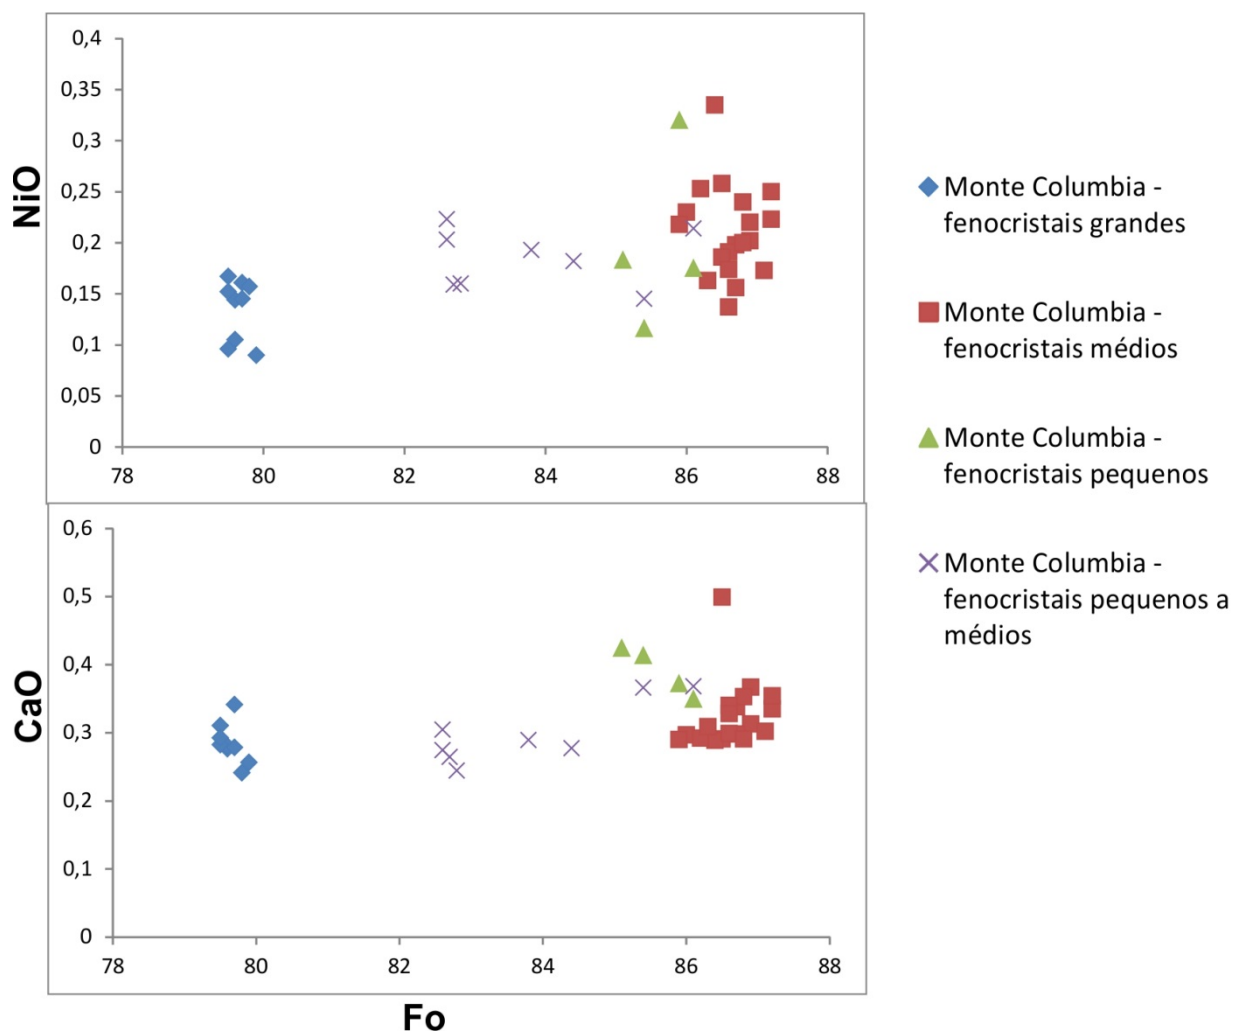 0,4
0,35
0,3
0,25
0,2
0,15
0,1
0,05
0
NiO
78 80 82 84 86 88
0,6
0,5
0,4
0,3
0,2
0,1
0
CaO
78 80 82 84 86 88
Fo
Monte Columbia -
fenocristais grandes
Monte Columbia -
fenocristais médios
Monte Columbia -
fenocristais pequenos
Monte Columbia -
fenocristais pequenos a
médios